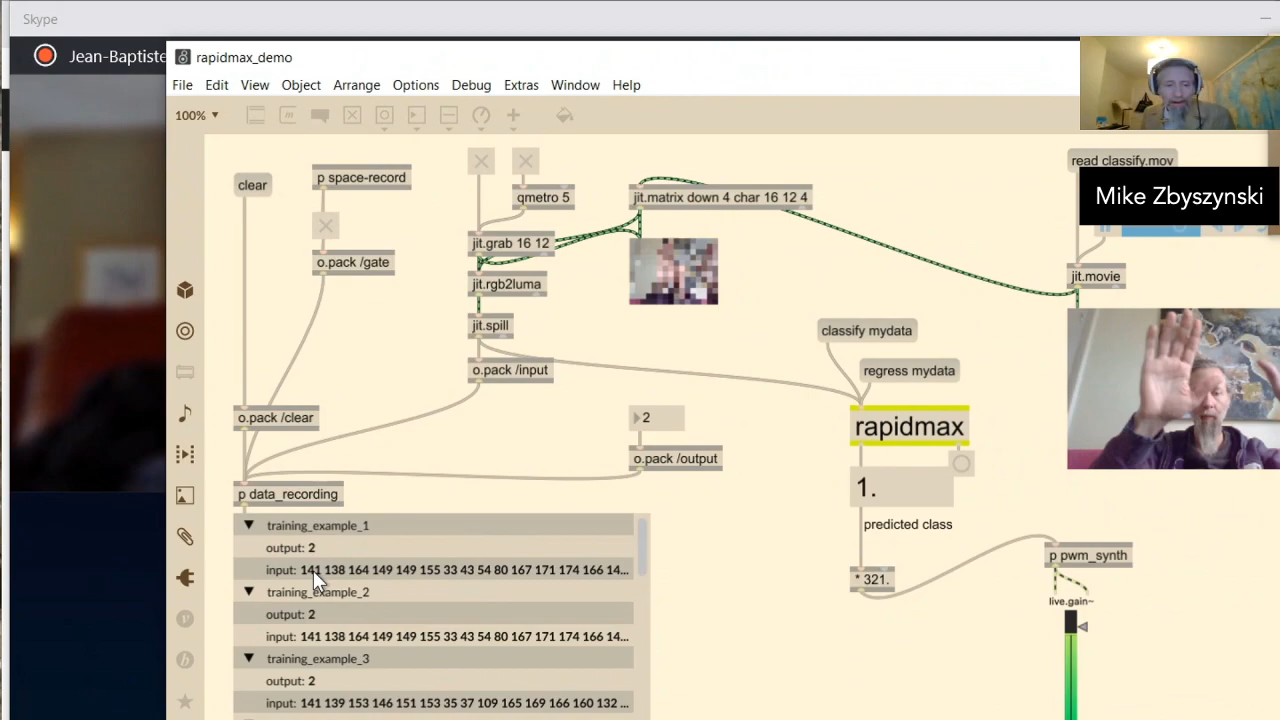 Skype
Jean-Baptiste
rapidmax_demo
File Edit View Object Arrange Options Debug Extras Window Help
100%
clear
p space-record
qmetro 5
jit.matrix down 4 char 16 12 4
read classify.mov
Mike Zbyszynski
jit.grab 16 12
o.pack /gate
jit.rgb2luma
jit.movie
jit.spill
classify mydata
o.pack /input
regress mydata
o.pack /clear
2
rapidmax
o.pack /output
1.
p data_recording
predicted class
training_example_1
output: 2
input: 141 138 164 149 149 155 33 43 54 80 167 171 174 166 14...
training_example_2
output: 2
input: 141 138 164 149 149 155 33 43 54 80 167 171 174 166 14...
training_example_3
output: 2
input: 141 139 153 146 151 153 35 37 109 165 169 166 160 132 ...
p pwm_synth
* 321.
live.gain~